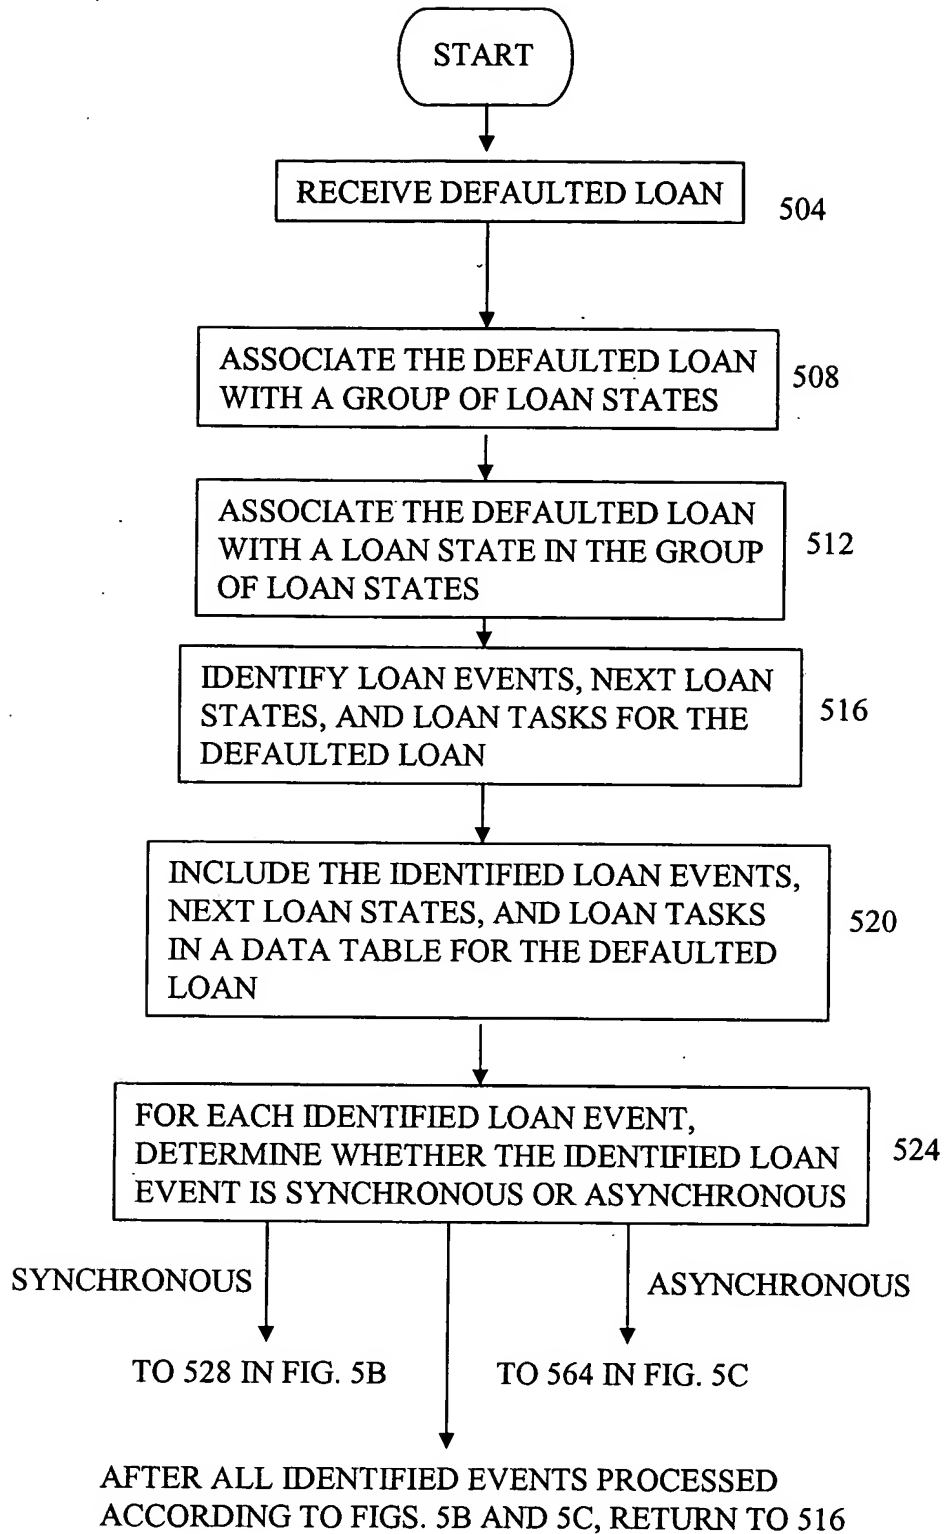 START
RECEIVE DEFAULTED LOAN
504
ASSOCIATE THE DEFAULTED LOAN
WITH A GROUP OF LOAN STATES
508
ASSOCIATE THE DEFAULTED LOAN
WITH A LOAN STATE IN THE GROUP
OF LOAN STATES
512
IDENTIFY LOAN EVENTS, NEXT LOAN
STATES, AND LOAN TASKS FOR THE
DEFAULTED LOAN
516
INCLUDE THE IDENTIFIED LOAN EVENTS,
NEXT LOAN STATES, AND LOAN TASKS
IN A DATA TABLE FOR THE DEFAULTED
LOAN
520
FOR EACH IDENTIFIED LOAN EVENT,
DETERMINE WHETHER THE IDENTIFIED LOAN
EVENT IS SYNCHRONOUS OR ASYNCHRONOUS
524
SYNCHRONOUS
ASYNCHRONOUS
TO 528 IN FIG. 5B
TO 564 IN FIG. 5C
AFTER ALL IDENTIFIED EVENTS PROCESSED
ACCORDING TO FIGS. 5B AND 5C, RETURN TO 516